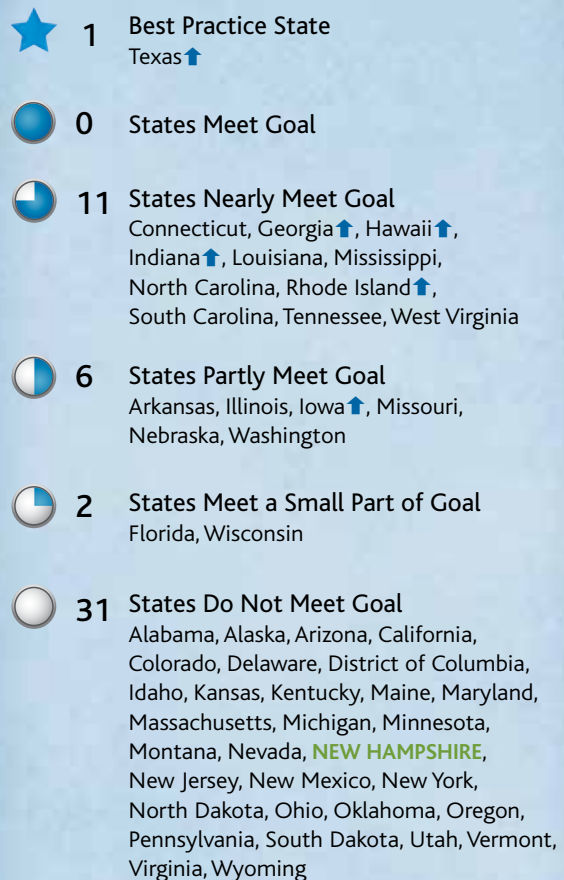 1 Best Practice State
Texas⬆
0 States Meet Goal
11 States Nearly Meet Goal
Connecticut, Georgia⬆, Hawaii⬆,
Indiana⬆, Louisiana, Mississippi,
North Carolina, Rhode Island⬆,
South Carolina, Tennessee, West Virginia
6 States Partly Meet Goal
Arkansas, Illinois, Iowa⬆, Missouri,
Nebraska, Washington
2 States Meet a Small Part of Goal
Florida, Wisconsin
31 States Do Not Meet Goal
Alabama, Alaska, Arizona, California,
Colorado, Delaware, District of Columbia,
Idaho, Kansas, Kentucky, Maine, Maryland,
Massachusetts, Michigan, Minnesota,
Montana, Nevada, NEW HAMPSHIRE,
New Jersey, New Mexico, New York,
North Dakota, Ohio, Oklahoma, Oregon,
Pennsylvania, South Dakota, Utah, Vermont,
Virginia, Wyoming